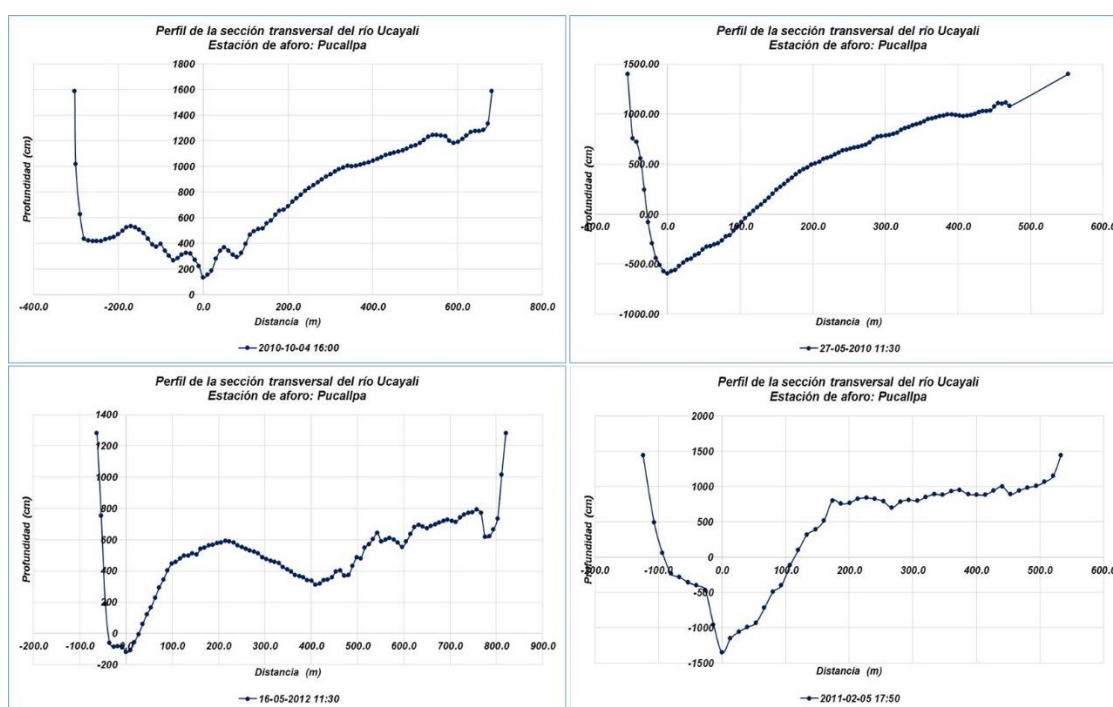 Perfil de la sección transversal del río Ucayali
Estación de aforo: Pucallpa
1800
1600
1400
1200
1000
800
600
400
200
0
Profundidad (cm)
-400.0 -200.0 0.0 200.0 400.0 600.0 800.0
Distancia (m)
2010-10-04 16:00
Perfil de la sección transversal del río Ucayali
Estación de aforo: Pucallpa
1500.00
1000.00
500.00
0.00
-500.00
-1000.00
Profundidad (cm)
-100.0 0.0 100.0 200.0 300.0 400.0 500.0 600.0
Distancia (m)
27-05-2010 11:30
Perfil de la sección transversal del río Ucayali
Estación de aforo: Pucallpa
1400
1200
1000
800
600
400
200
0
-200
Profundidad (cm)
-200.0 -100.0 0.0 100.0 200.0 300.0 400.0 500.0 600.0 700.0 800.0 900.0
Distancia (m)
16-05-2012 11:30
Perfil de la sección transversal del río Ucayali
Estación de aforo: Pucallpa
2000
1500
1000
500
0
-500
-1000
-1500
Profundidad (cm)
-200.0 -100.0 0.0 100.0 200.0 300.0 400.0 500.0 600.0
Distancia (m)
2011-02-05 17:50